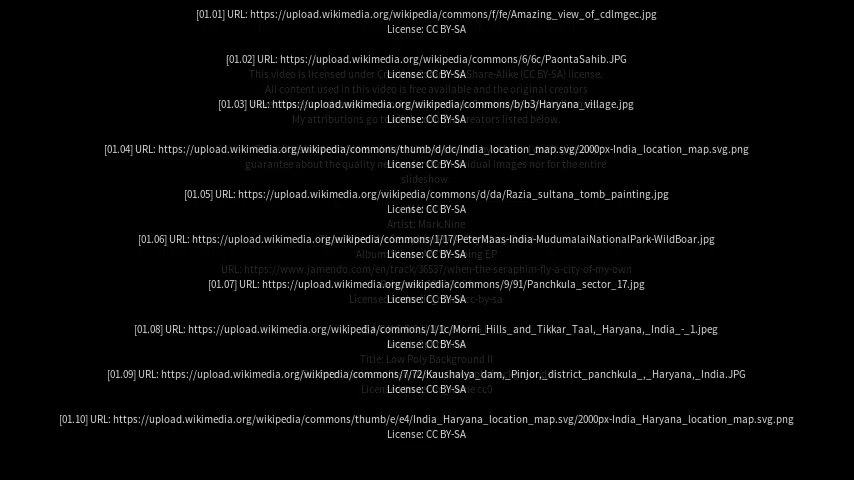 [01.01] URL: https://upload.wikimedia.org/wikipedia/commons/f/fe/Amazing_view_of_cdlmgec.jpg
License: CC BY-SA
[01.02] URL: https://upload.wikimedia.org/wikipedia/commons/6/6c/PaontaSahib.JPG
This video is licensed under Share-Alike (CC BY-SA) license.
License: CC BY-SA
All content used in this video is free available and the original creators
[01.03] URL: https://upload.wikimedia.org/wikipedia/commons/b/b3/Haryana_village.jpg
My attributions go listed below.
License: CC BY-SA
[01.04] URL: https://upload.wikimedia.org/wikipedia/commons/thumb/d/dc/India_location_map.svg/2000px-India_location_map.svg.png
guarantee about the quality images nor for the entire
License: CC BY-SA
slideshow
[01.05] URL: https://upload.wikimedia.org/wikipedia/commons/d/da/Razia_sultana_tomb_painting.jpg
License: CC BY-SA
Artist: Mark.Nine
[01.06] URL: https://upload.wikimedia.org/wikipedia/commons/1/17/PeterMaas-India-MudumalaiNationalPark-WildBoar.jpg
License: CC BY-SA
URL: https://www.jamendo.com/en/track/36537/when-the-seraphim-fly-a-city-of-my-own
[01.07] URL: https://upload.wikimedia.org/wikipedia/commons/9/91/Panchkula_sector_17.jpg
License: CC BY-SA
[01.08] URL: https://upload.wikimedia.org/wikipedia/commons/1/1c/Morni_Hills_and_Tikkar_Taal,_Haryana,_India_-_1.jpeg
License: CC BY-SA
Title: Low Poly Background II
[01.09] URL: https://upload.wikimedia.org/wikipedia/commons/7/72/Kaushalya_dam,_Pinjor,_district_panchkula_,_Haryana,_India.JPG
License: CC BY-SA
[01.10] URL: https://upload.wikimedia.org/wikipedia/commons/thumb/e/e4/India_Haryana_location_map.svg/2000px-India_Haryana_location_map.svg.png
License: CC BY-SA